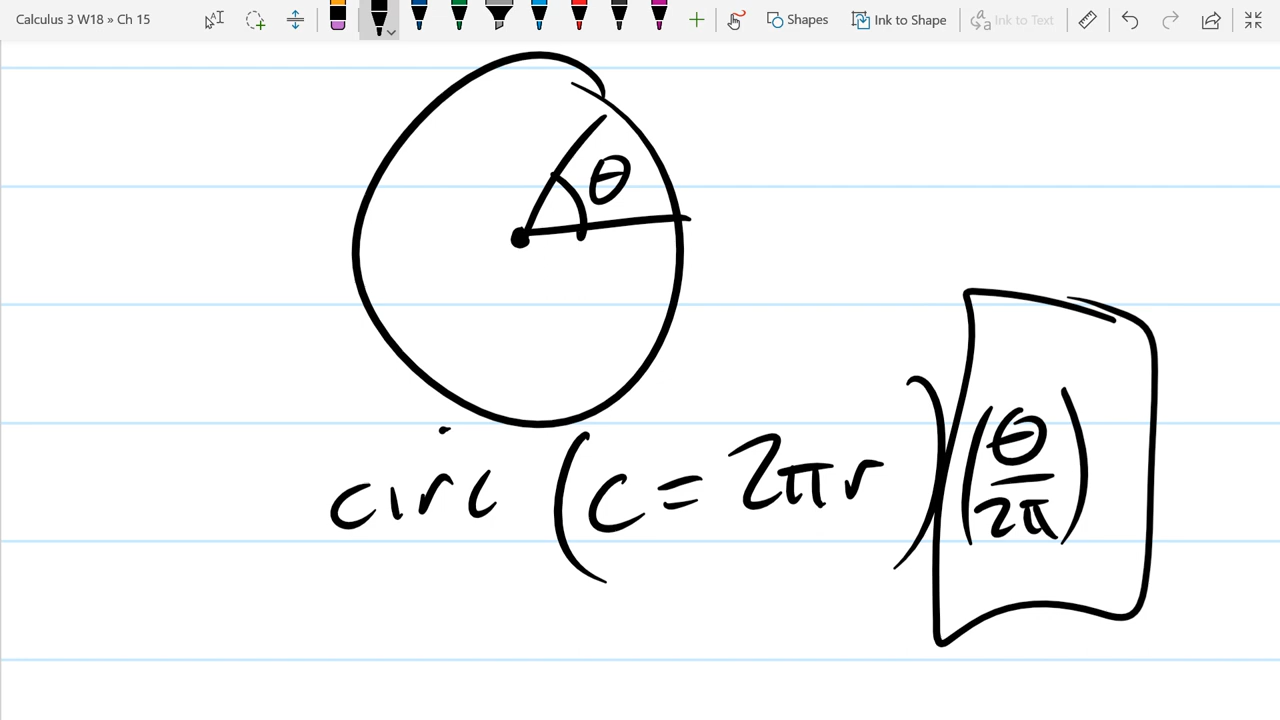 Calculus 3 W18 » Ch 15
Shapes
Ink to Shape
Ink to Text
θ
circ (c = 2πr) (θ/2π)